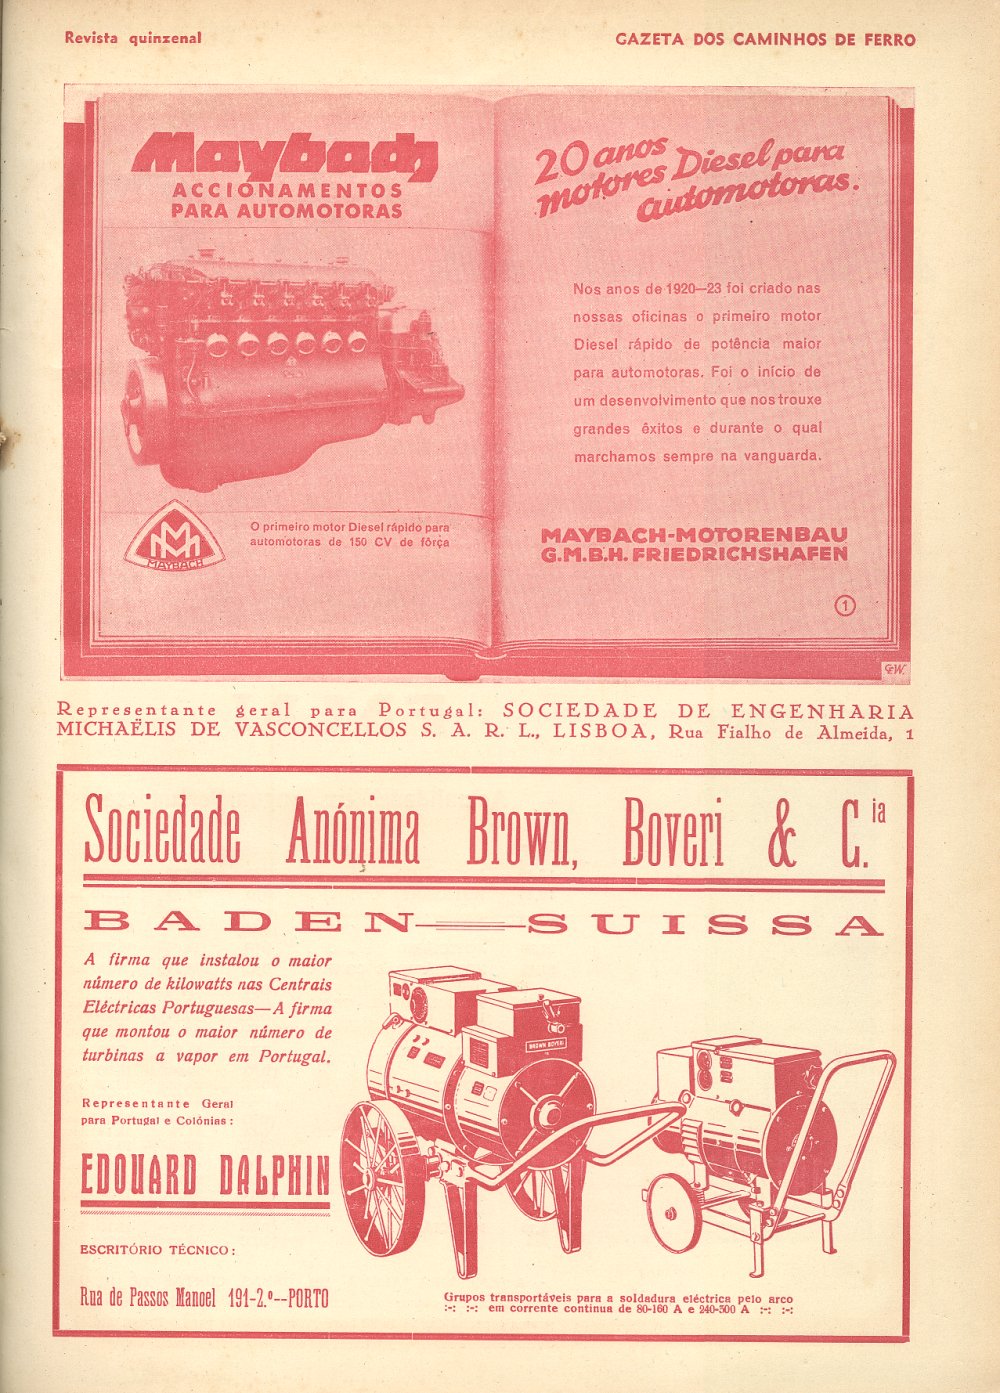 Revista quinzenal
GAZETA DOS CAMINHOS DE FERRO
Maybach
ACCIONAMENTOS
PARA AUTOMOTORAS
O primeiro motor Diesel rápido para
automotoras de 150 CV de fôrça
MM
MAYBACH
20 anos
motores Diesel para
automotoras.
Nos anos de 1920—23 foi criado nas
nossas oficinas o primeiro motor
Diesel rápido de potência maior
para automotoras. Foi o início de
um desenvolvimento que nos trouxe
grandes êxitos e durante o qual
marchamos sempre na vanguarda.
MAYBACH-MOTORENBAU
G.M.B.H. FRIEDRICHSHAFEN
1
Representante geral para Portugal: SOCIEDADE DE ENGENHARIA
MICHAËLIS DE VASCONCELLOS S. A. R. L., LISBOA, Rua Fialho de Almeida, 1
Sociedade Anónima Brown, Boveri & C.ia
BADEN—SUISSA
A firma que instalou o maior
número de kilowatts nas Centrais
Eléctricas Portuguesas—A firma
que montou o maior número de
turbinas a vapor em Portugal.
Representante Geral
para Portugal e Colónias:
EDOUARD DALPHIN
ESCRITÓRIO TÉCNICO:
Rua de Passos Manoel 191-2.º--PORTO
BROWN BOVERI
Grupos transportáveis para a soldadura eléctrica pelo arco
:-: :-: em corrente continua de 80-160 A e 240-500 A :-: :-: